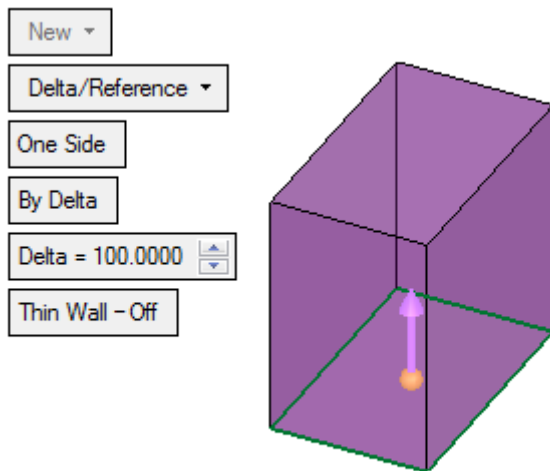 New
Delta/Reference
One Side
By Delta
Delta = 100.0000
Thin Wall - Off